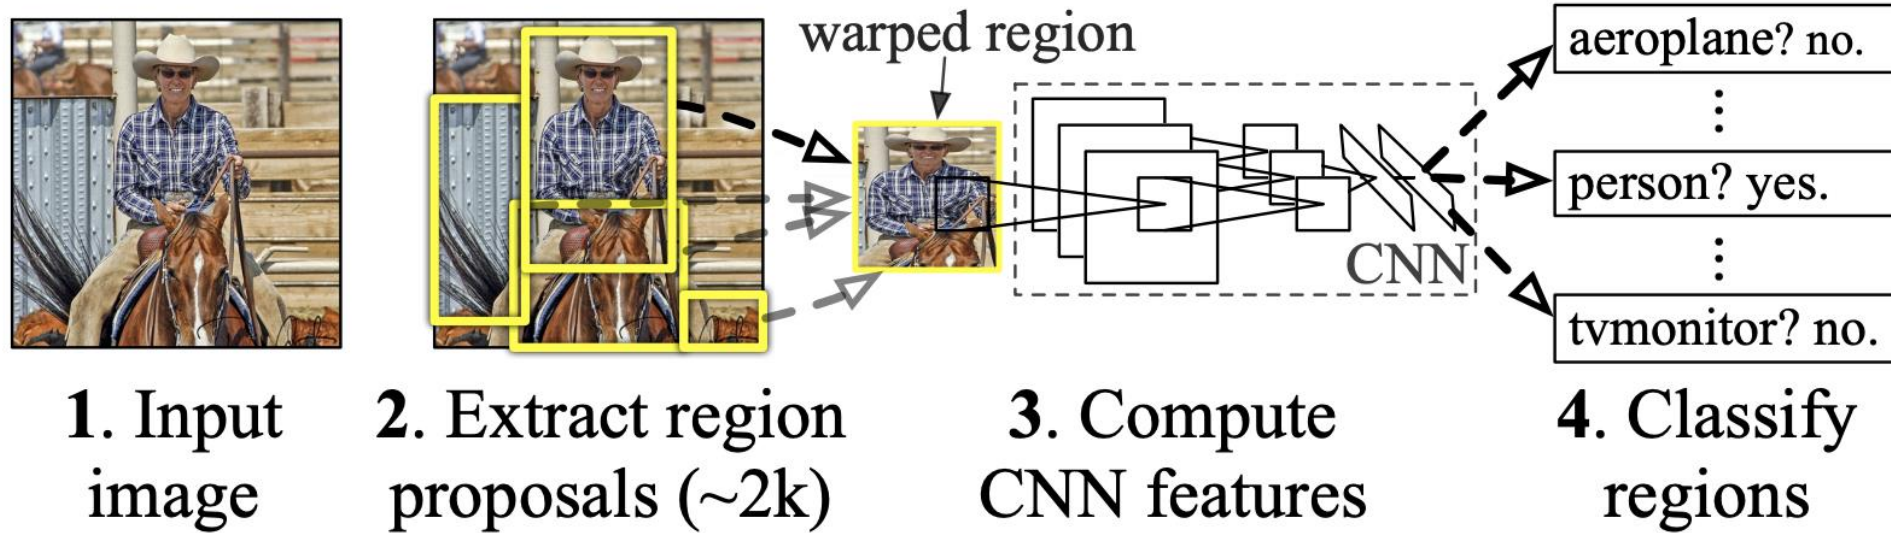 warped region
aeroplane? no.
person? yes.
CNN
tvmonitor? no.
1. Input
image
2. Extract region
proposals (~2k)
3. Compute
CNN features
4. Classify
regions